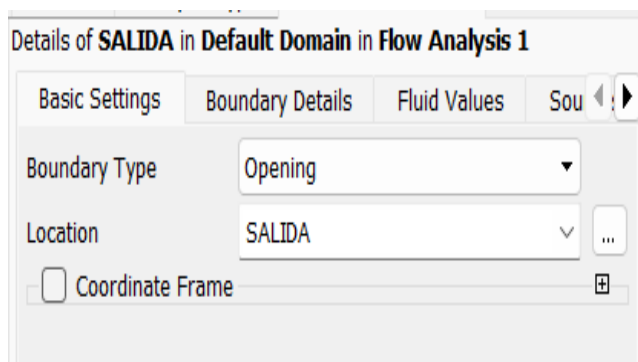 Details of SALIDA in Default Domain in Flow Analysis 1
Basic Settings Boundary Details Fluid Values Sou
Boundary Type Opening
Location SALIDA ...
Coordinate Frame